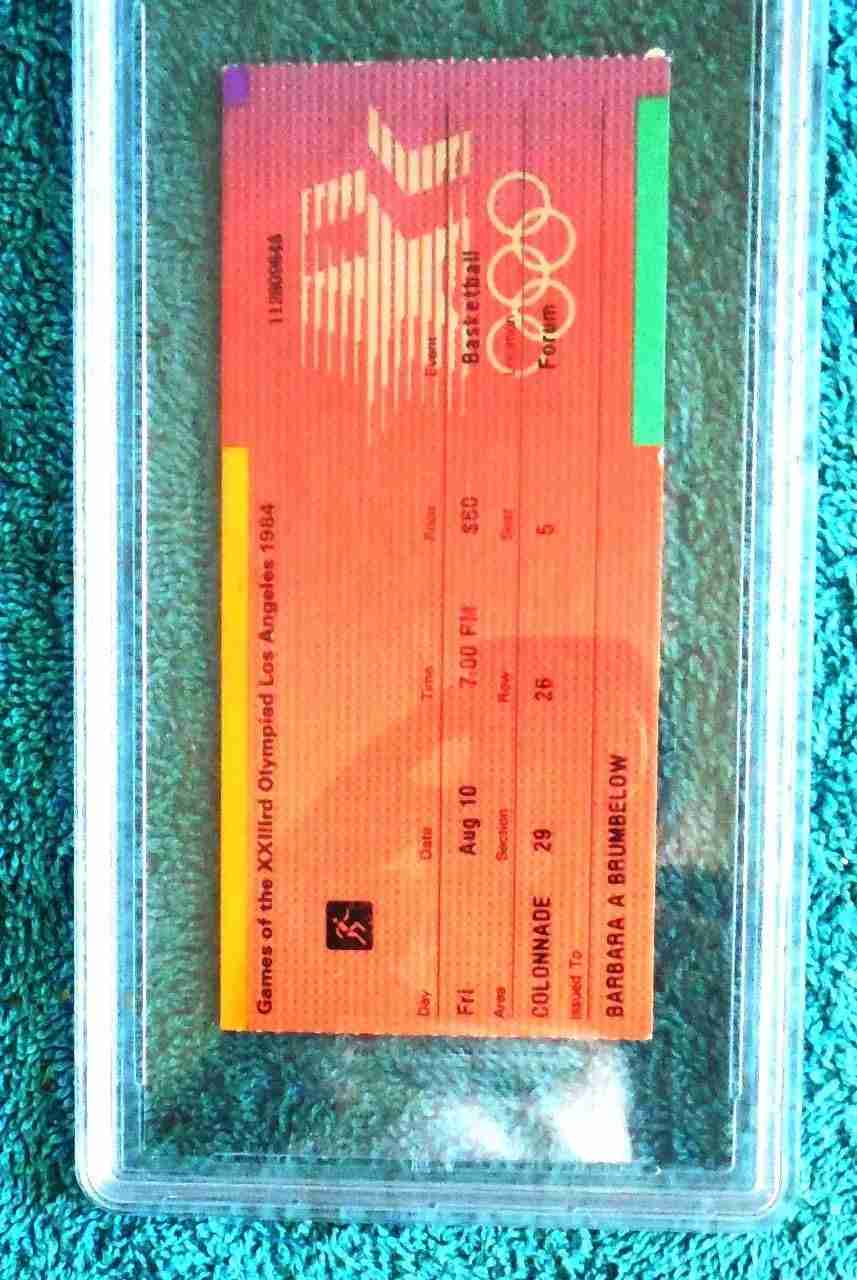 112809648
Games of the XXIIIrd Olympiad Los Angeles 1984
Day Date Time Price Event
Fri Aug 10 7.00 PM $60 Basketball
Area Section Row Seat Location
COLONNADE 29 26 5 Forum
Issued To
BARBARA A BRUMBELOW